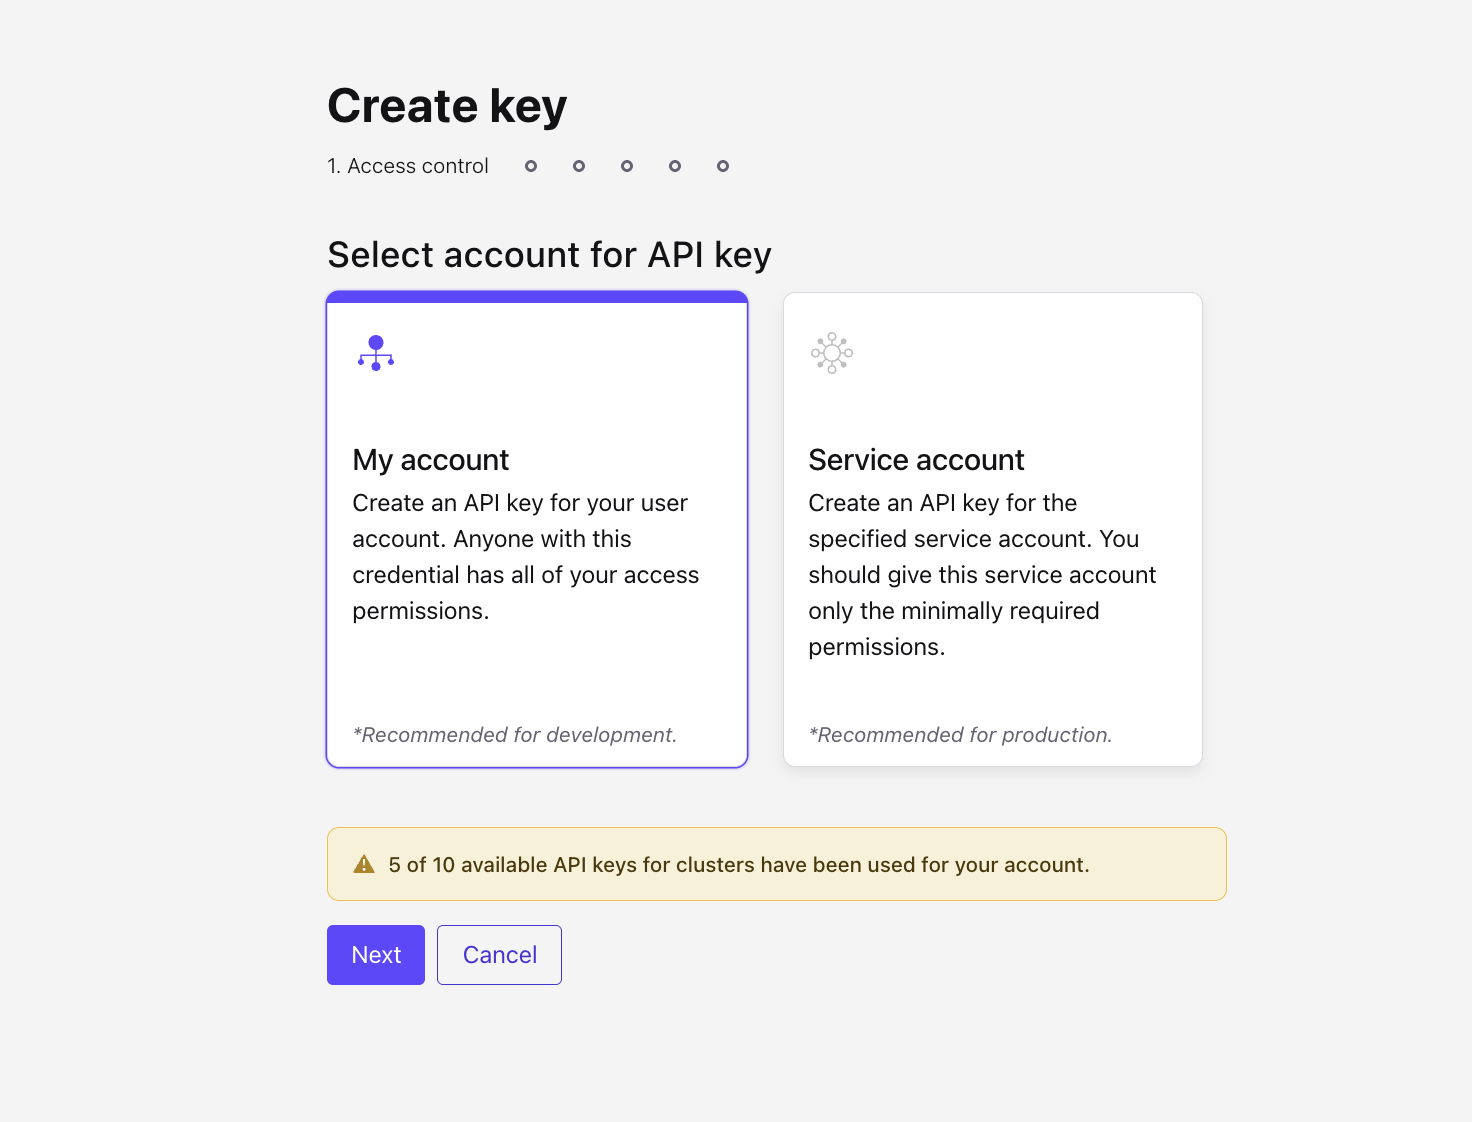 Create key
1. Access control
Select account for API key
My account
Create an API key for your user
account. Anyone with this
credential has all of your access
permissions.
*Recommended for development.
Service account
Create an API key for the
specified service account. You
should give this service account
only the minimally required
permissions.
*Recommended for production.
5 of 10 available API keys for clusters have been used for your account.
Next
Cancel